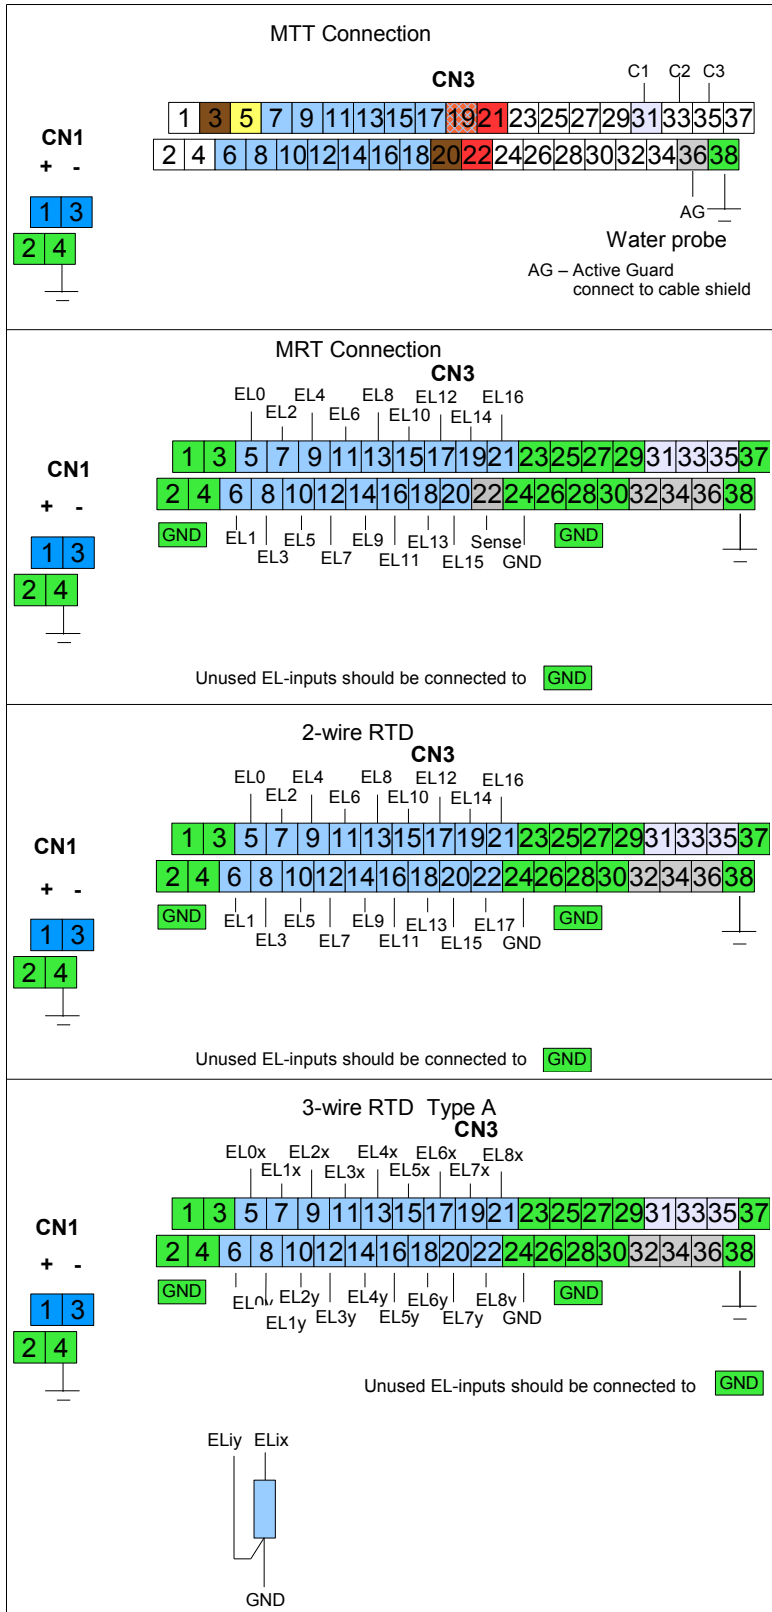 MTT Connection
CN3
C1 C2 C3
1 3 5 7 9 11 13 15 17 19 21 23 25 27 29 31 33 35 37
CN1
2 4 6 8 10 12 14 16 18 20 22 24 26 28 30 32 34 36 38
+ -
1 3
AG
2 4
Water probe
AG – Active Guard
connect to cable shield
MRT Connection
CN3
EL0 EL4 EL8 EL12 EL16
EL2 EL6 EL10 EL14
1 3 5 7 9 11 13 15 17 19 21 23 25 27 29 31 33 35 37
CN1
2 4 6 8 10 12 14 16 18 20 22 24 26 28 30 32 34 36 38
+ -
GND EL1 EL5 EL9 EL13 Sense GND
EL3 EL7 EL11 EL15 GND
1 3
2 4
Unused EL-inputs should be connected to GND
2-wire RTD
CN3
EL0 EL4 EL8 EL12 EL16
EL2 EL6 EL10 EL14
1 3 5 7 9 11 13 15 17 19 21 23 25 27 29 31 33 35 37
CN1
2 4 6 8 10 12 14 16 18 20 22 24 26 28 30 32 34 36 38
+ -
GND EL1 EL5 EL9 EL13 EL17 GND
EL3 EL7 EL11 EL15 GND
1 3
2 4
Unused EL-inputs should be connected to GND
3-wire RTD Type A
CN3
EL0x EL2x EL4x EL6x EL8x
EL1x EL3x EL5x EL7x
1 3 5 7 9 11 13 15 17 19 21 23 25 27 29 31 33 35 37
CN1
2 4 6 8 10 12 14 16 18 20 22 24 26 28 30 32 34 36 38
+ -
GND EL0y EL2y EL4y EL6y EL8y GND
EL1y EL3y EL5y EL7y GND
1 3
2 4
Unused EL-inputs should be connected to GND
ELiy ELix
GND